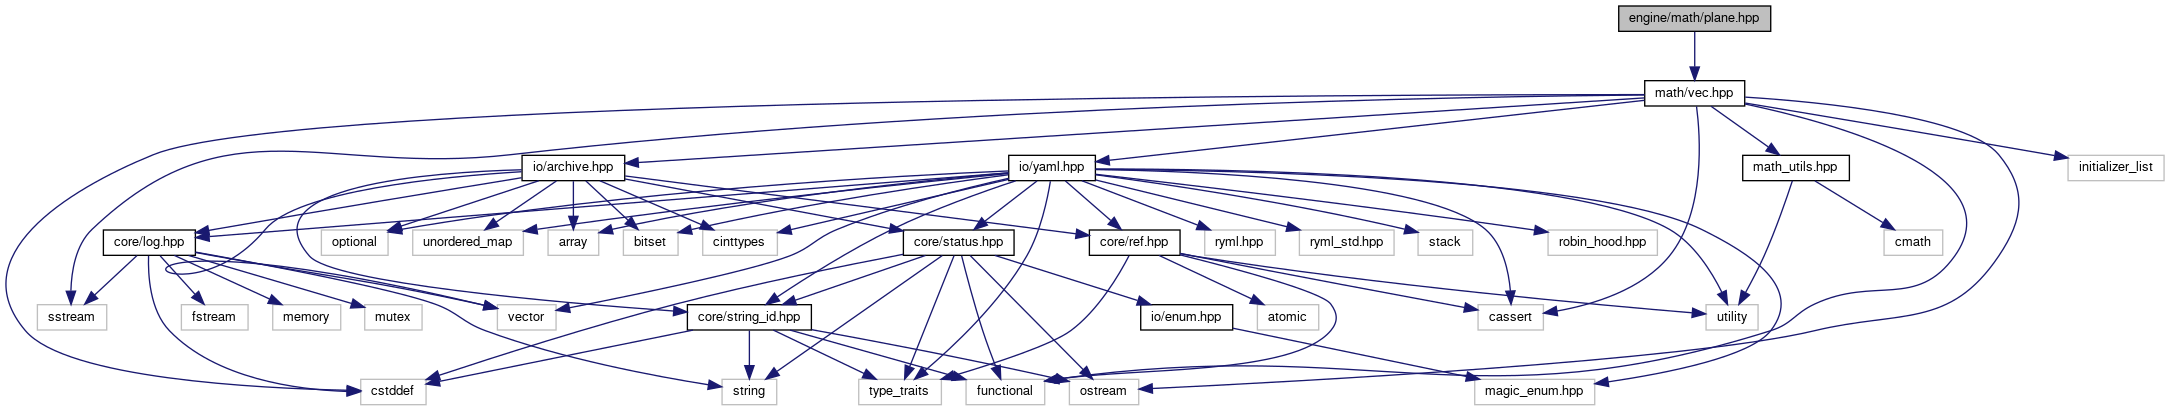 engine/math/plane.hpp
math/vec.hpp
io/archive.hpp
io/yaml.hpp
math_utils.hpp
initializer_list
core/log.hpp
optional
unordered_map
array
bitset
cinttypes
core/status.hpp
core/ref.hpp
ryml.hpp
ryml_std.hpp
stack
robin_hood.hpp
cmath
sstream
fstream
memory
mutex
vector
core/string_id.hpp
io/enum.hpp
atomic
cassert
utility
cstddef
string
type_traits
functional
ostream
magic_enum.hpp